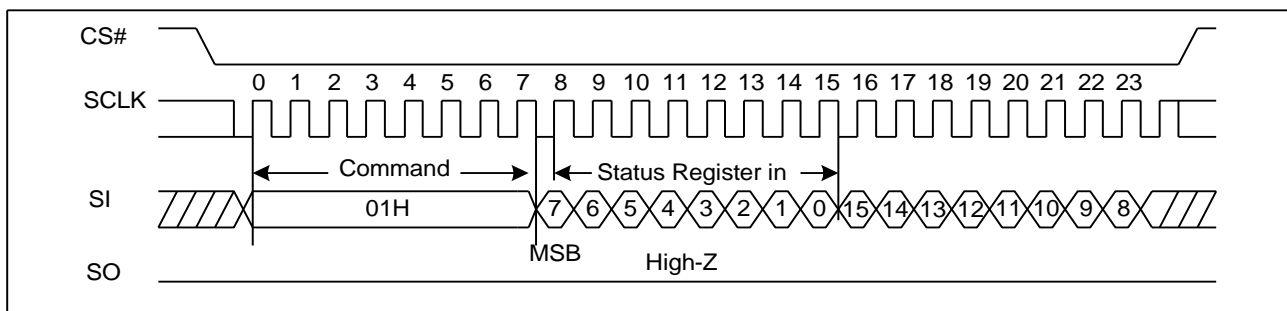 CS#
0 1 2 3 4 5 6 7 8 9 10 11 12 13 14 15 16 17 18 19 20 21 22 23
SCLK
Command Status Register in
SI 01H 7 6 5 4 3 2 1 0 15 14 13 12 11 10 9 8
MSB
SO High-Z